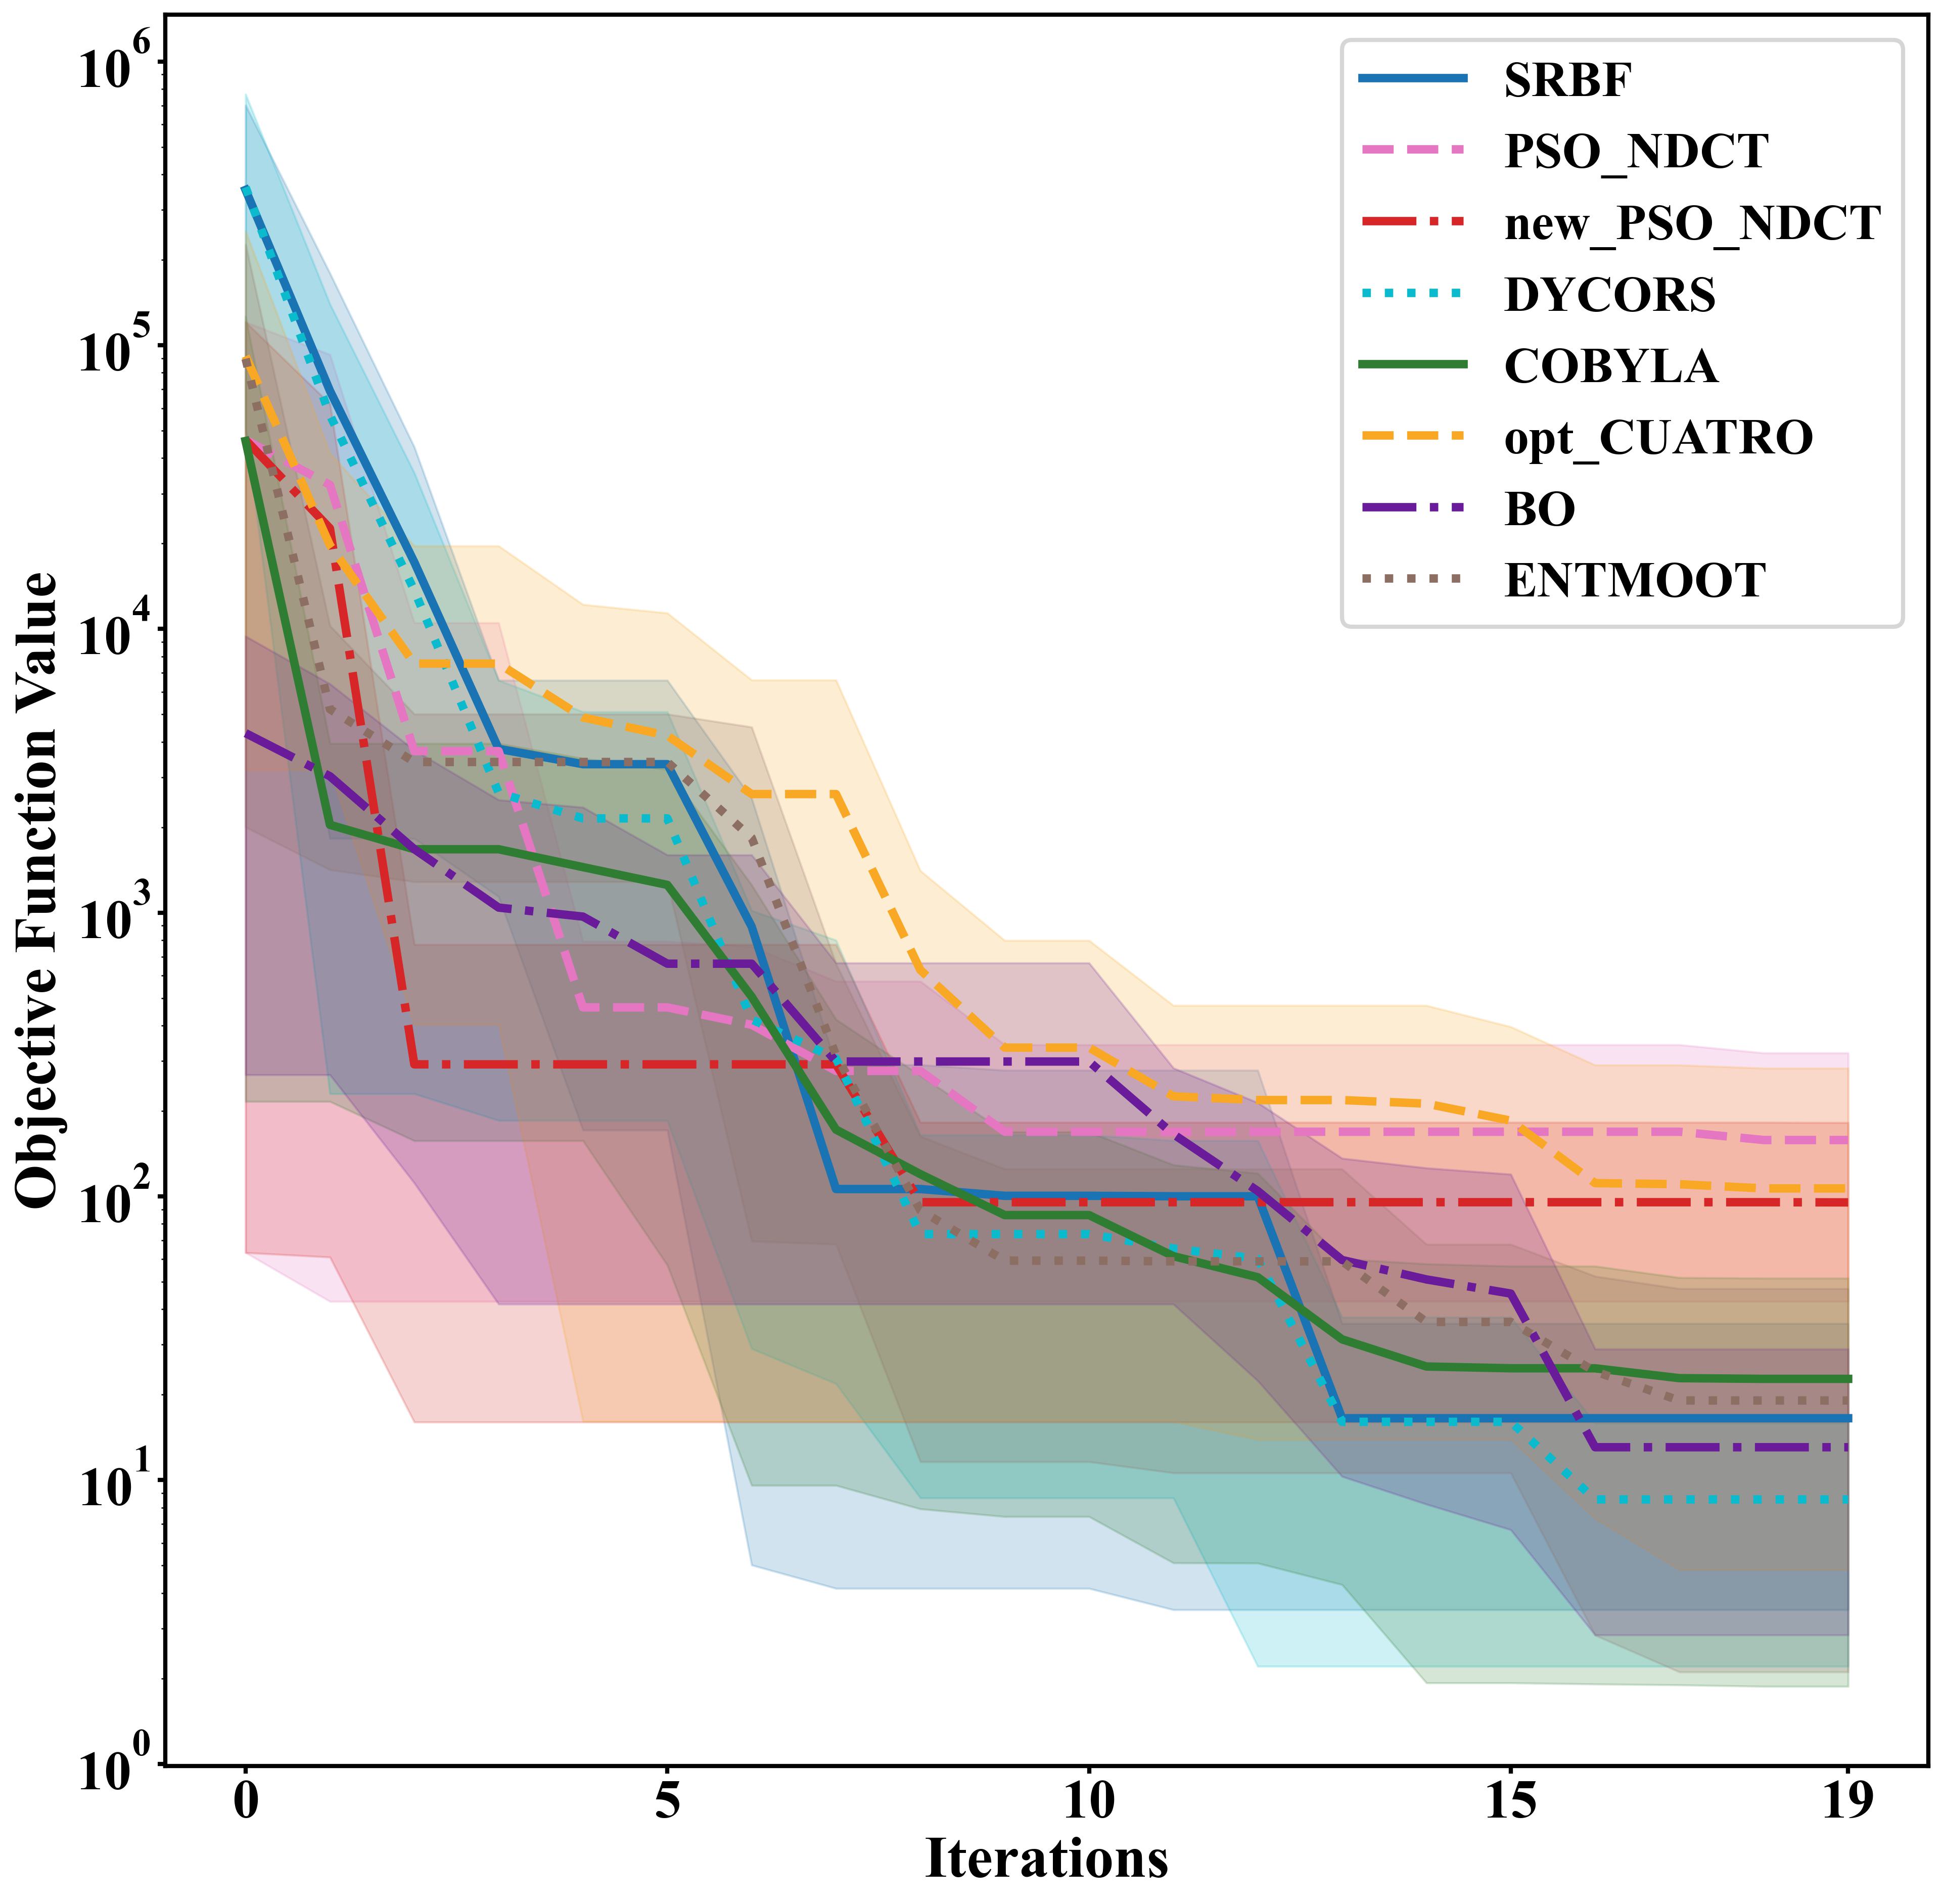 Objective Function Value
10^6
10^5
10^4
10^3
10^2
10^1
10^0
SRBF
PSO_NDCT
new_PSO_NDCT
DYCORS
COBYLA
opt_CUATRO
BO
ENTMOOT
0 5 10 15 19
Iterations